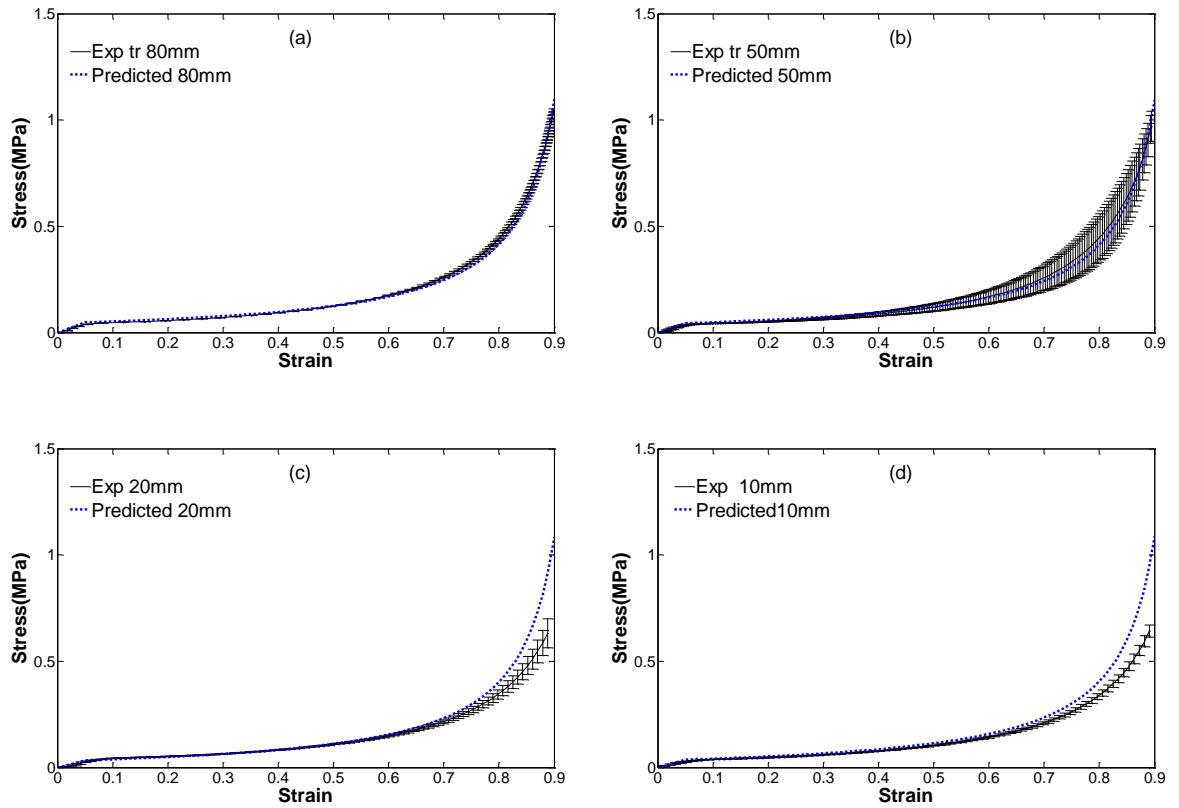 (a)
Exp tr 80mm
Predicted 80mm
1.5
1
0.5
0
Stress(MPa)
0 0.1 0.2 0.3 0.4 0.5 0.6 0.7 0.8 0.9
Strain
(b)
Exp tr 50mm
Predicted 50mm
1.5
1
0.5
0
Stress(MPa)
0 0.1 0.2 0.3 0.4 0.5 0.6 0.7 0.8 0.9
Strain
(c)
Exp 20mm
Predicted 20mm
1.5
1
0.5
0
Stress(MPa)
0 0.1 0.2 0.3 0.4 0.5 0.6 0.7 0.8 0.9
Strain
(d)
Exp 10mm
Predicted10mm
1.5
1
0.5
0
Stress(MPa)
0 0.1 0.2 0.3 0.4 0.5 0.6 0.7 0.8 0.9
Strain